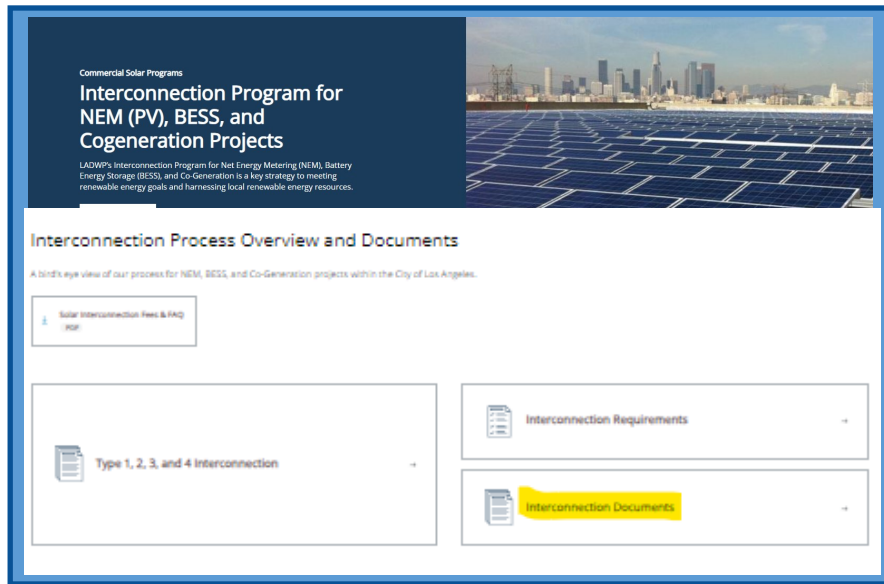 Commercial Solar Programs
Interconnection Program for
NEM (PV), BESS, and
Cogeneration Projects
LADWP's Interconnection Program for Net Energy Metering (NEM), Battery
Energy Storage (BESS), and Co-Generation is a key strategy to meeting
renewable energy goals and harnessing local renewable energy resources.
Interconnection Process Overview and Documents
A bird's eye view of our process for NEM, BESS, and Co-Generation projects within the City of Los Angeles.
Solar Interconnection Fees & FAQ
PDF
Interconnection Requirements
Type 1, 2, 3, and 4 Interconnection
Interconnection Documents